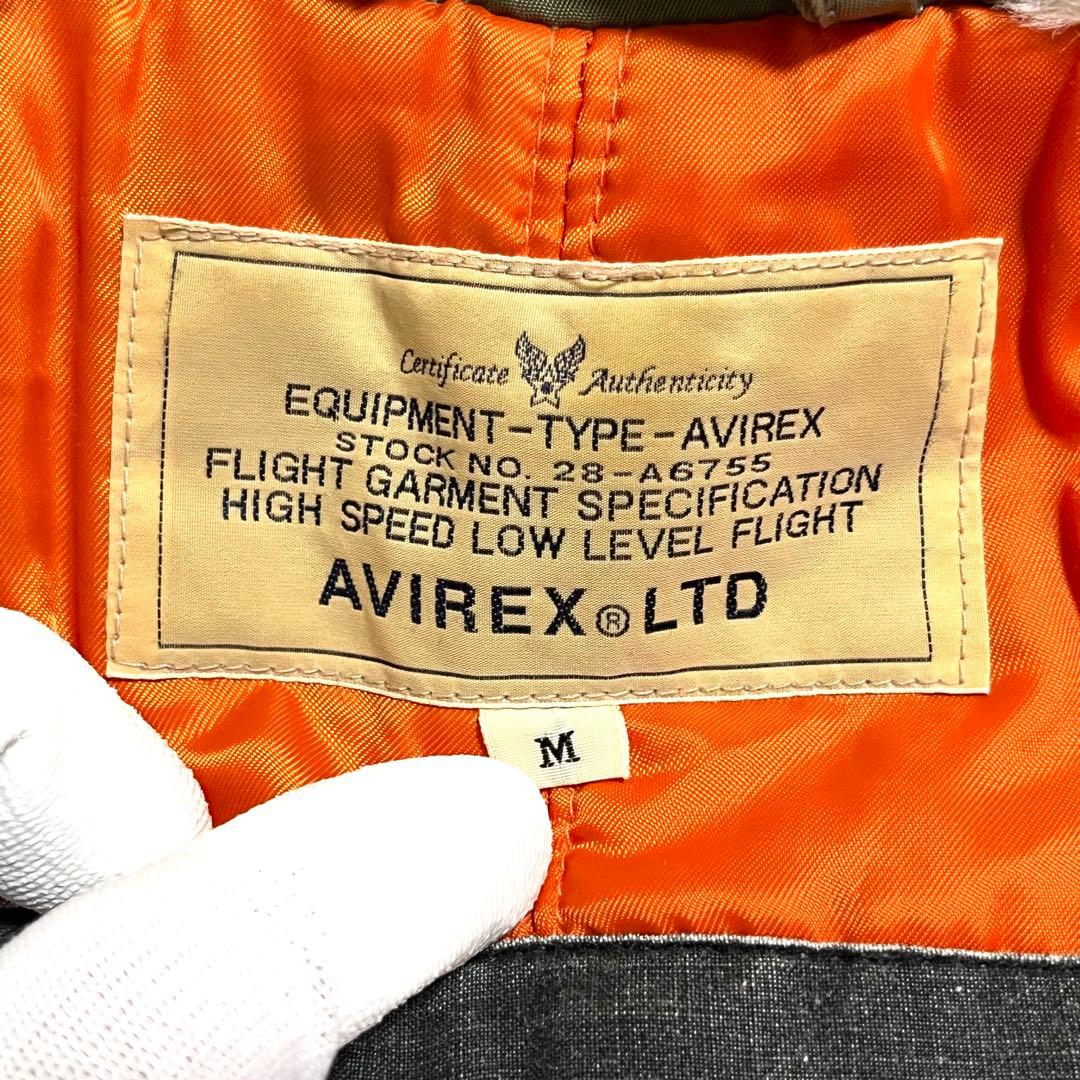 Certificate Authenticity
EQUIPMENT-TYPE-AVIREX
STOCK NO. 28-A6755
FLIGHT GARMENT SPECIFICATION
HIGH SPEED LOW LEVEL FLIGHT
AVIREX® LTD
M